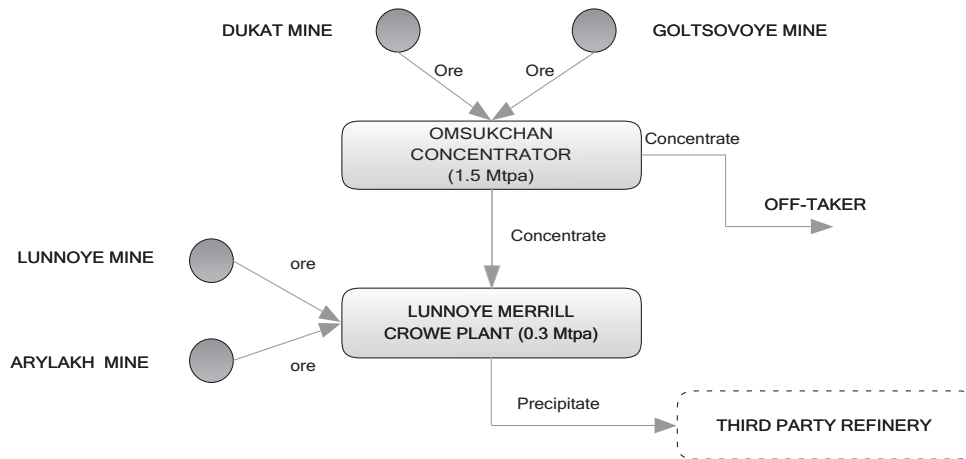 DUKAT MINE
GOLTSOVOYE MINE
Ore
Ore
OMSUKCHAN
CONCENTRATOR
(1.5 Mtpa)
Concentrate
OFF-TAKER
Concentrate
LUNNOYE MINE
ore
LUNNOYE MERRILL
CROWE PLANT (0.3 Mtpa)
ARYLAKH MINE
ore
Precipitate
THIRD PARTY REFINERY